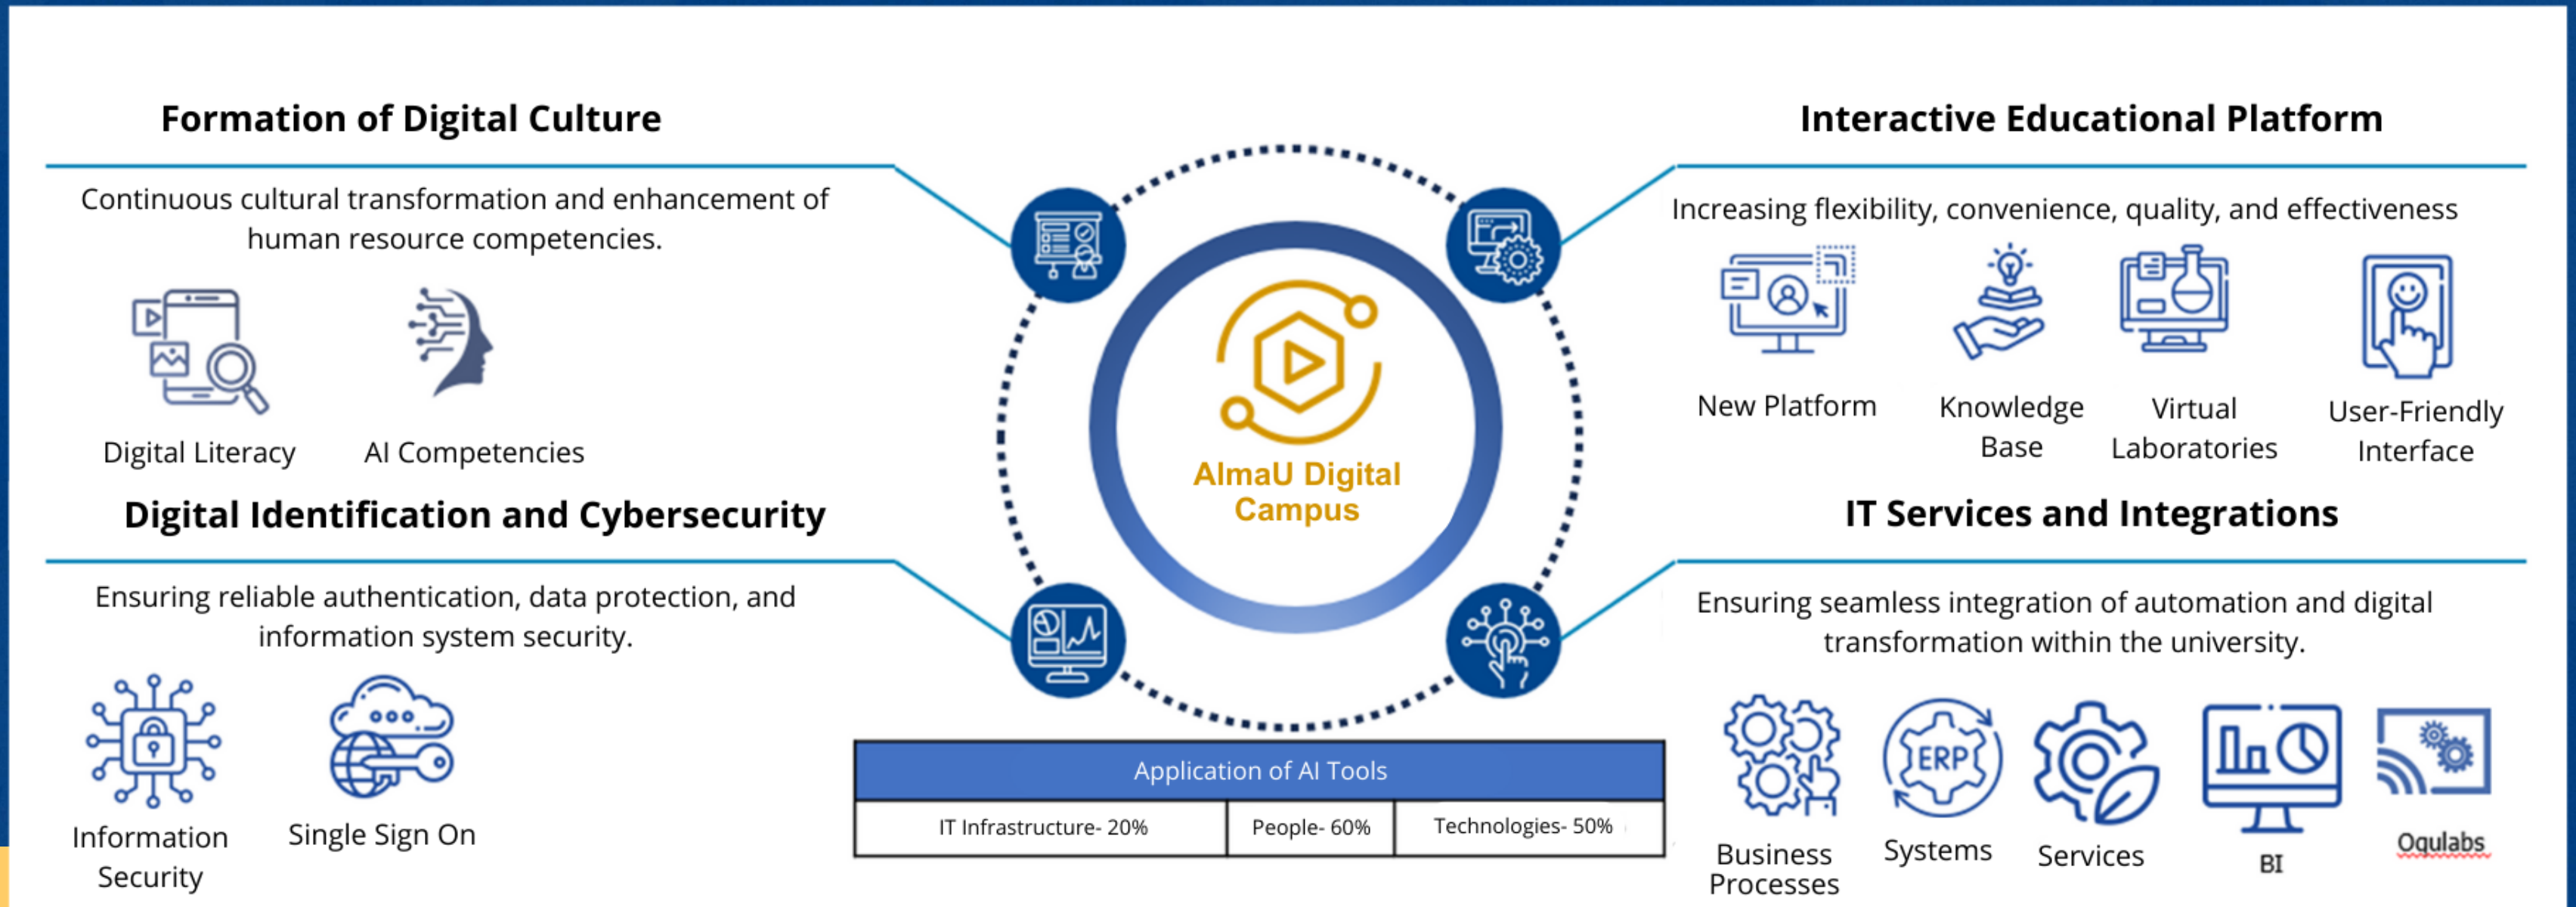 Formation of Digital Culture
Continuous cultural transformation and enhancement of
human resource competencies.
Digital Literacy
AI Competencies
Digital Identification and Cybersecurity
Ensuring reliable authentication, data protection, and
information system security.
Information
Security
Single Sign On
AlmaU Digital
Campus
Application of AI Tools
IT Infrastructure- 20%
People- 60%
Technologies- 50%
Interactive Educational Platform
Increasing flexibility, convenience, quality, and effectiveness
New Platform
Knowledge
Base
Virtual
Laboratories
User-Friendly
Interface
IT Services and Integrations
Ensuring seamless integration of automation and digital
transformation within the university.
Business
Processes
ERP
Systems
Services
BI
Oqulabs